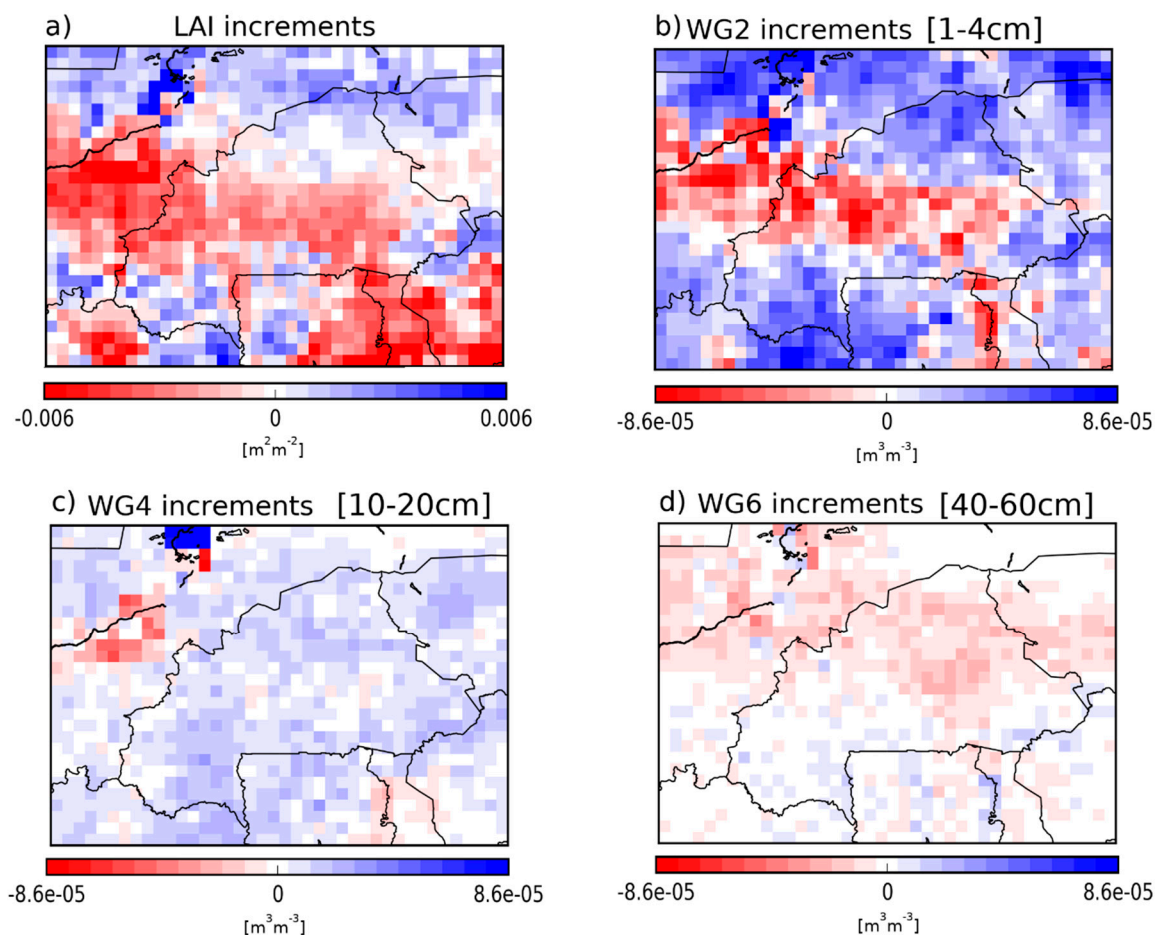 a) LAI increments
-0.006 0 0.006
[m²m⁻²]
b) WG2 increments [1-4cm]
-8.6e-05 0 8.6e-05
[m³m⁻³]
c) WG4 increments [10-20cm]
-8.6e-05 0 8.6e-05
[m³m⁻³]
d) WG6 increments [40-60cm]
-8.6e-05 0 8.6e-05
[m³m⁻³]